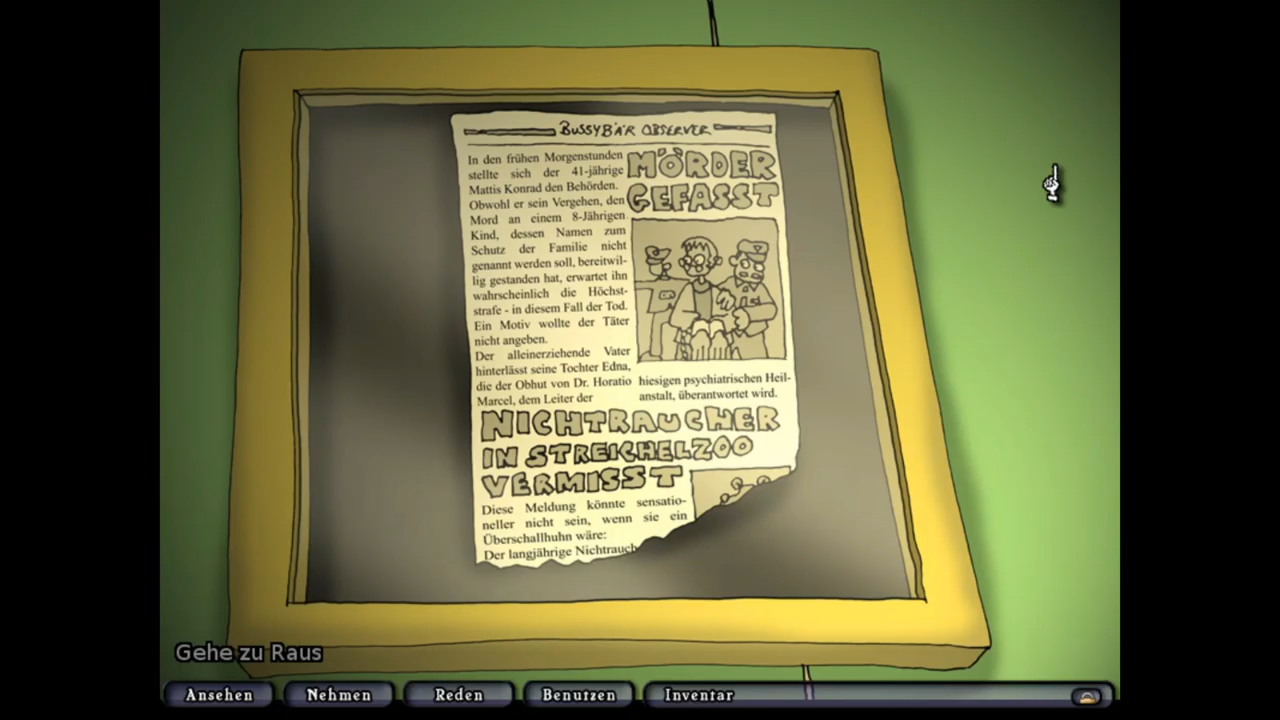 BUSSYBÄR OBSERVER
In den frühen Morgenstunden
stellte sich der 41-jährige
Mattis Konrad den Behörden.
Obwohl er sein Vergehen, den
Mord an einem 8-Jährigen
Kind, dessen Namen zum
Schutz der Familie nicht
genannt werden soll, bereitwil-
lig gestanden hat, erwartet ihn
wahrscheinlich die Höchst-
strafe - in diesem Fall der Tod.
Ein Motiv wollte der Täter
nicht angeben.
Der alleinerziehende Vater
hinterlässt seine Tochter Edna,
die der Obhut von Dr. Horatio
Marcel, dem Leiter der
MÖRDER
GEFASST
hiesigen psychiatrischen Heil-
anstalt, überantwortet wird.
NICHTRAUCHER
IN STREICHELZOO
VERMISST
Diese Meldung könnte sensatio-
neller nicht sein, wenn sie ein
Überschallhuhn wäre:
Der langjährige Nichtrauch
Gehe zu Raus
Ansehen Nehmen Reden Benutzen Inventar